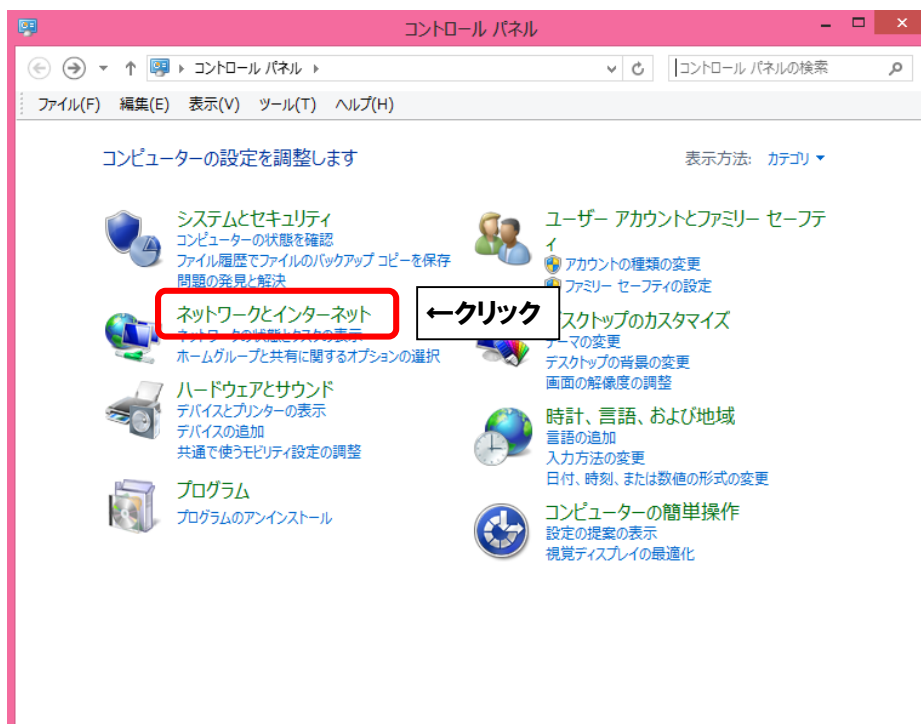 コントロール パネル
コントロール パネル
コントロール パネルの検索
ファイル(F) 編集(E) 表示(V) ツール(T) ヘルプ(H)
コンピューターの設定を調整します
表示方法: カテゴリ
システムとセキュリティ
コンピューターの状態を確認
ファイル履歴でファイルのバックアップ コピーを保存
問題の発見と解決
ネットワークとインターネット
←クリック
ネットワークの状態とタスクの表示
ホームグループと共有に関するオプションの選択
ハードウェアとサウンド
デバイスとプリンターの表示
デバイスの追加
共通で使うモビリティ設定の調整
プログラム
プログラムのアンインストール
ユーザー アカウントとファミリー セーフテ
ィ
アカウントの種類の変更
ファミリー セーフティの設定
スクトップのカスタマイズ
テーマの変更
デスクトップの背景の変更
画面の解像度の調整
時計、言語、および地域
言語の追加
入力方法の変更
日付、時刻、または数値の形式の変更
コンピューターの簡単操作
設定の提案の表示
視覚ディスプレイの最適化